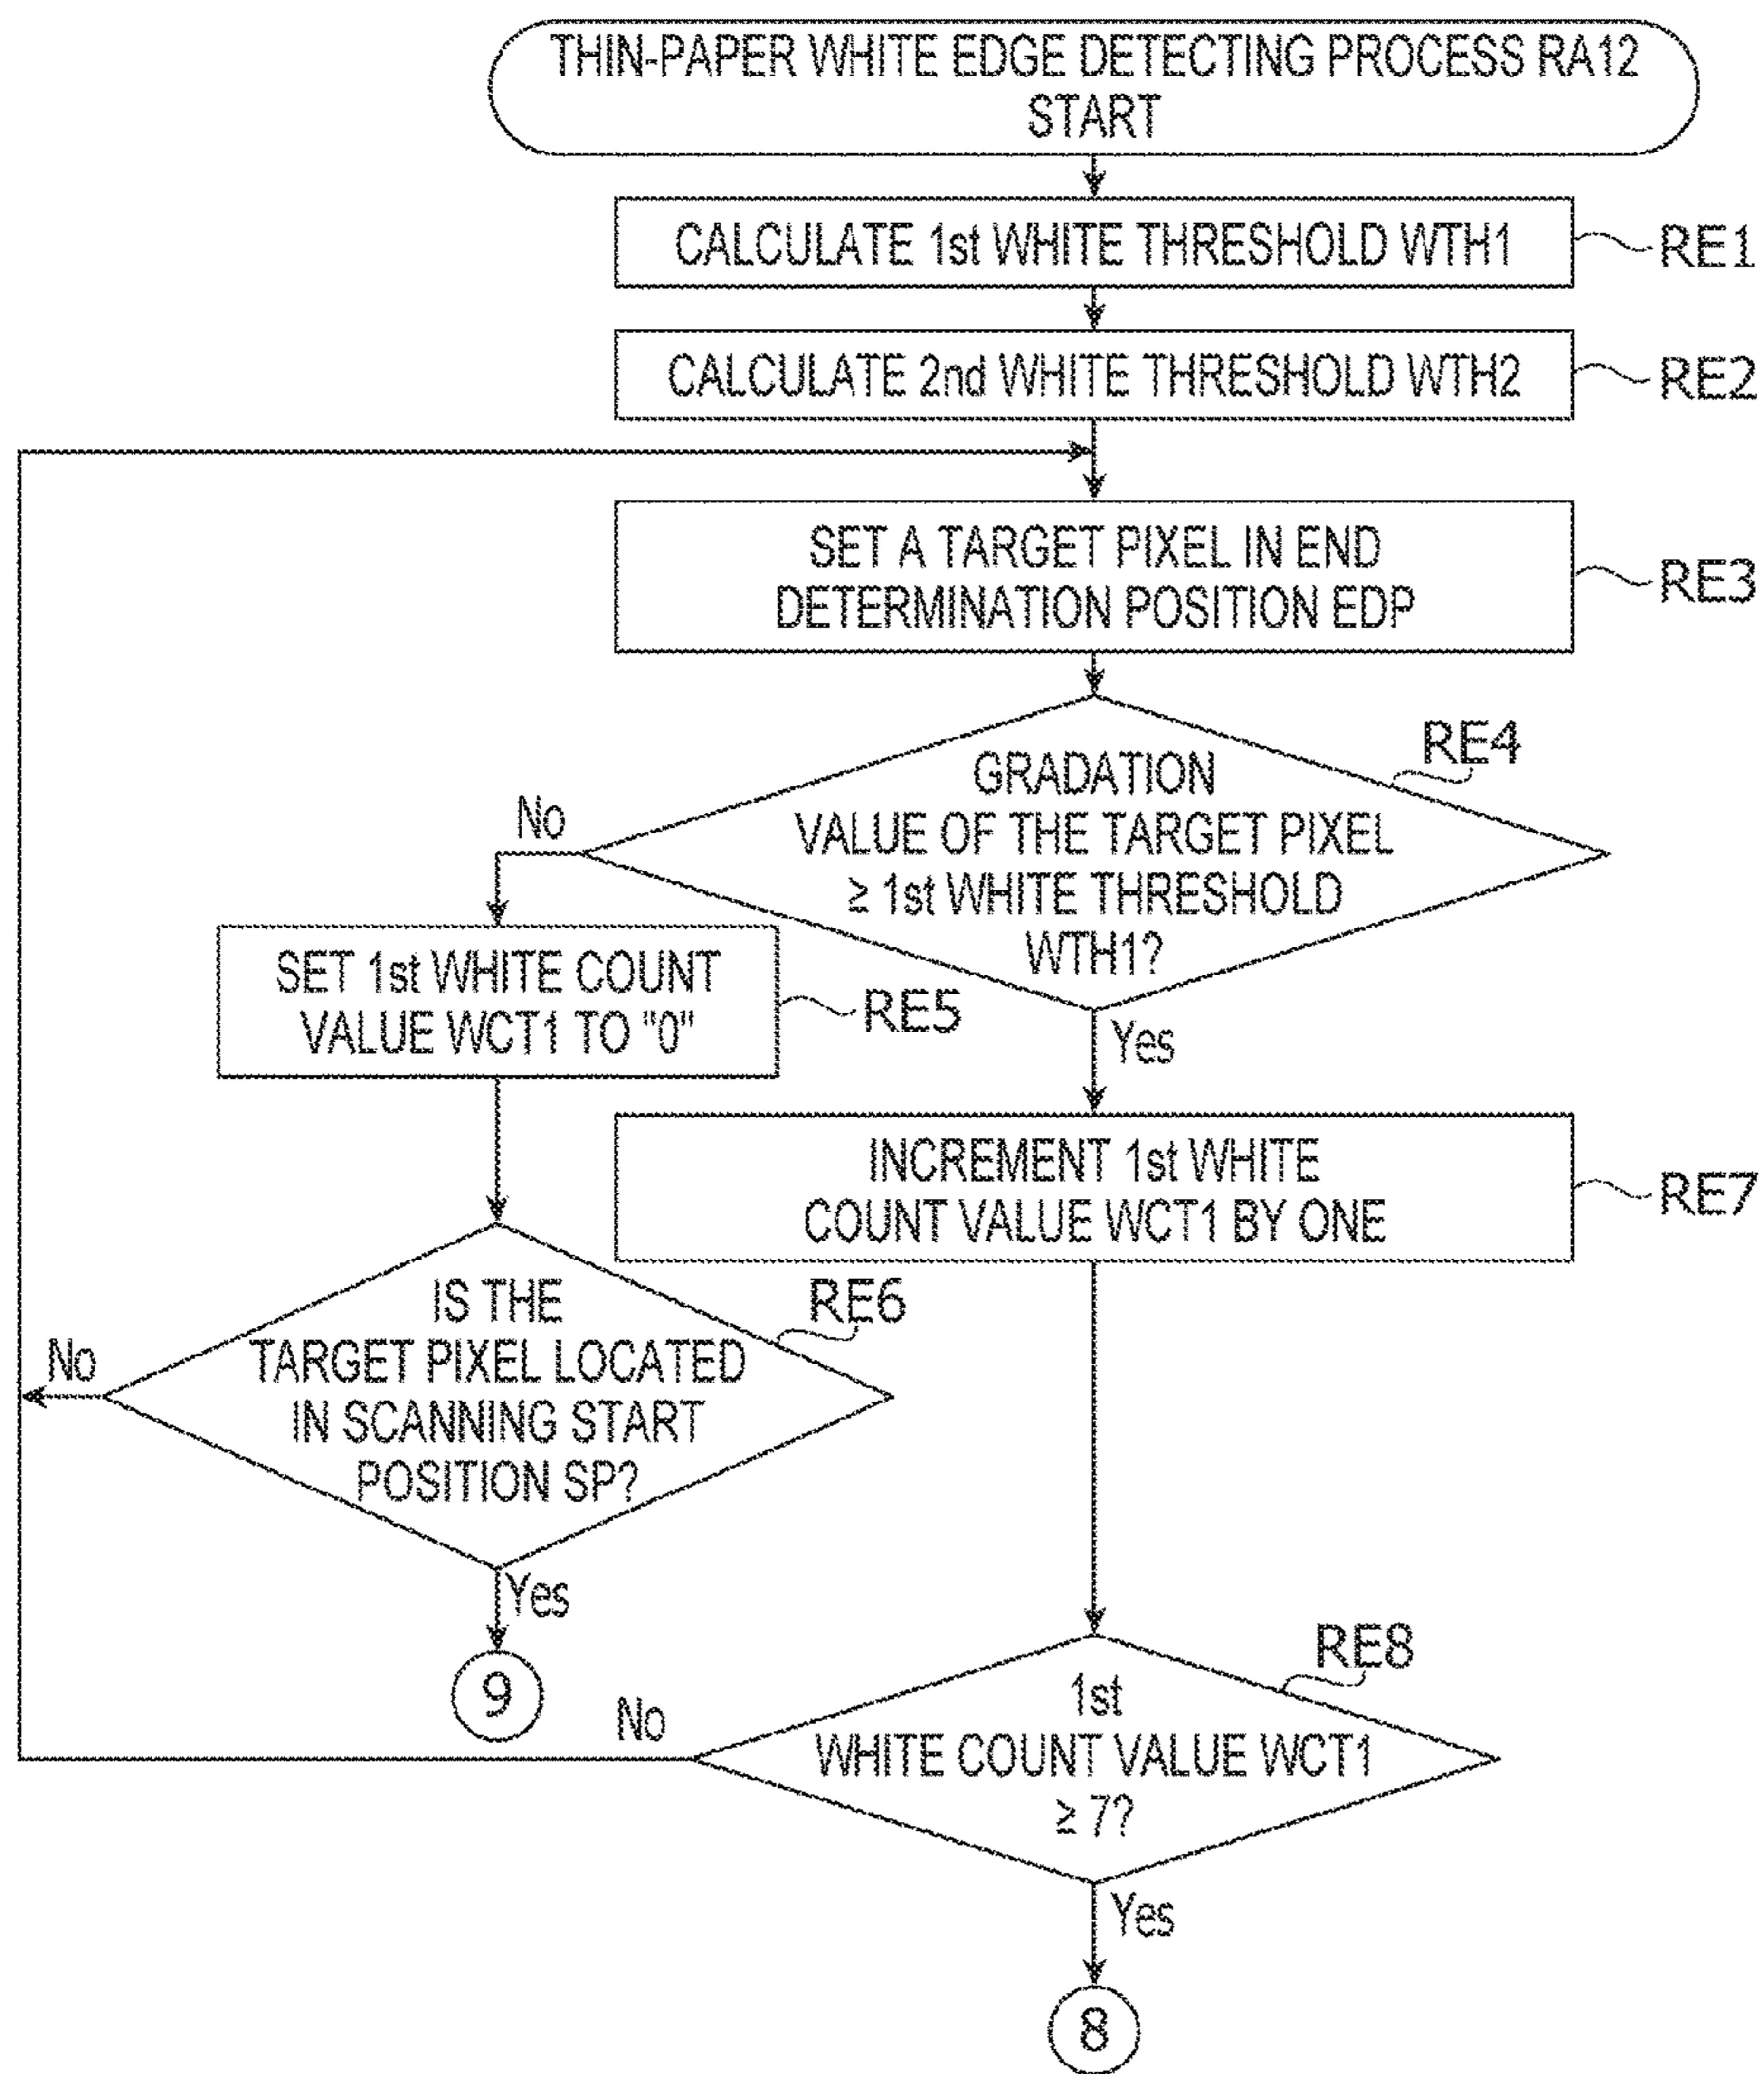 THIN-PAPER WHITE EDGE DETECTING PROCESS RA12
START
CALCULATE 1st WHITE THRESHOLD WTH1
RE1
CALCULATE 2nd WHITE THRESHOLD WTH2
RE2
SET A TARGET PIXEL IN END
DETERMINATION POSITION EDP
RE3
RE4
GRADATION
VALUE OF THE TARGET PIXEL
≧ 1st WHITE THRESHOLD
WTH1?
No
Yes
SET 1st WHITE COUNT
VALUE WCT1 TO "0"
RE5
INCREMENT 1st WHITE
COUNT VALUE WCT1 BY ONE
RE7
RE6
IS THE
TARGET PIXEL LOCATED
IN SCANNING START
POSITION SP?
No
Yes
9
RE8
1st
WHITE COUNT VALUE WCT1
≧ 7?
No
Yes
8